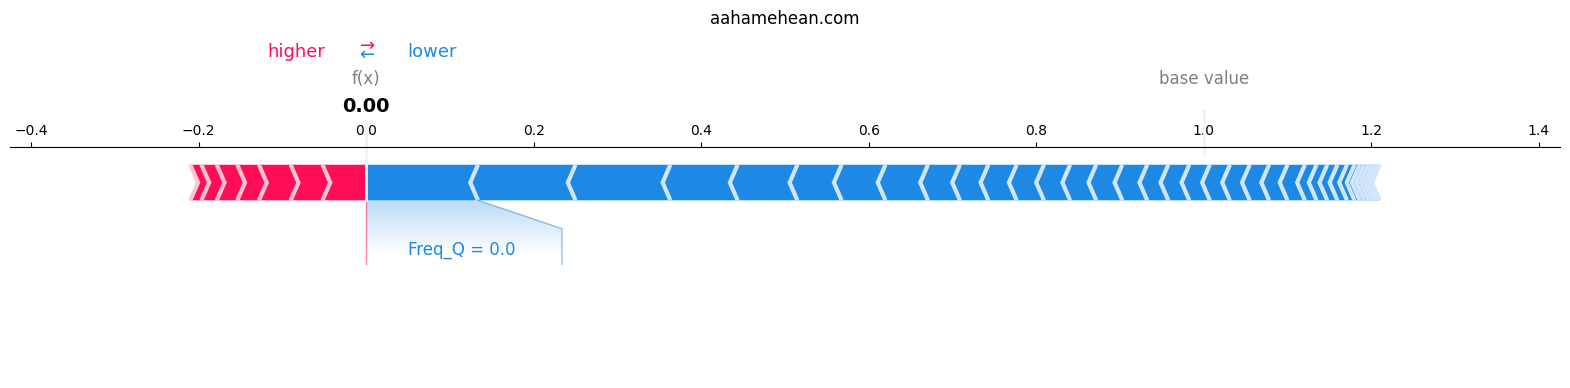 aahamehean.com
higher → ← lower
f(x) base value
0.00
−0.4 −0.2 0.0 0.2 0.4 0.6 0.8 1.0 1.2 1.4
Freq_Q = 0.0